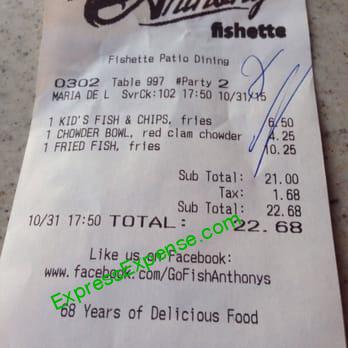 Anthony
fishette
Fishette Patio Dining
0302 Table 997 #Party 2
MARIA DE L SvrCk: 102 17:50 10/31/15
1 KID'S FISH & CHIPS, fries 6.50
1 CHOWDER BOWL, red clam chowder 4.25
1 FRIED FISH, fries 10.25
Sub Total: 21.00
Tax: 1.68
Sub Total: 22.68
10/31 17:50 TOTAL: 22.68
Like us on Facebook:
www.facebook.com/GoFishAnthonys
ExpressExpense.com
68 Years of Delicious Food